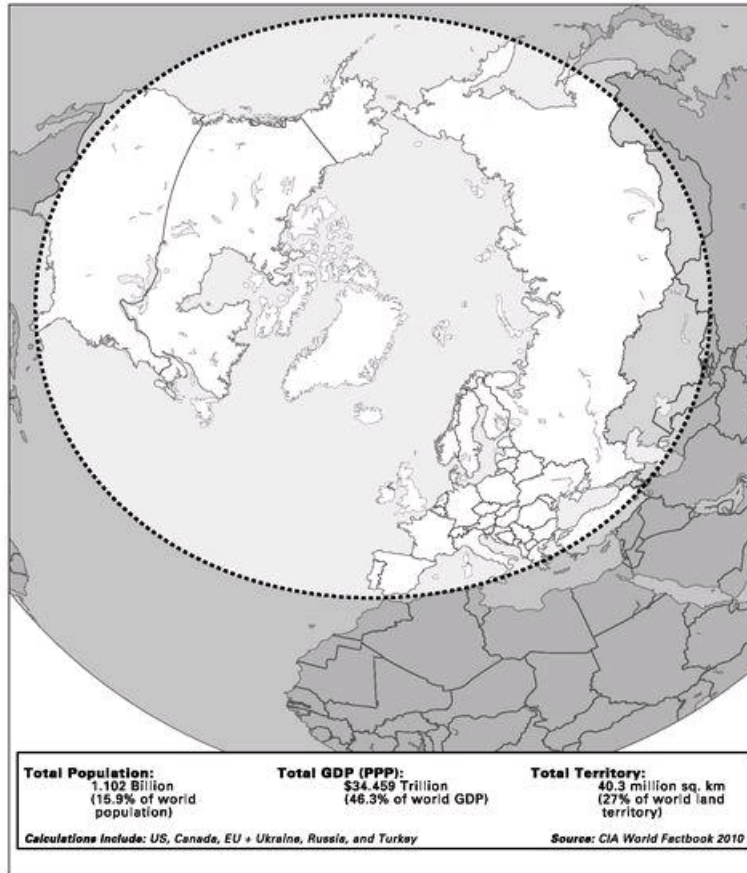 Total Population:
1.102 Billion
(15.9% of world
population)
Total GDP (PPP):
$34.459 Trillion
(46.3% of world GDP)
Total Territory:
40.3 million sq. km
(27% of world land
territory)
Calculations Include: US, Canada, EU + Ukraine, Russia, and Turkey
Source: CIA World Factbook 2010